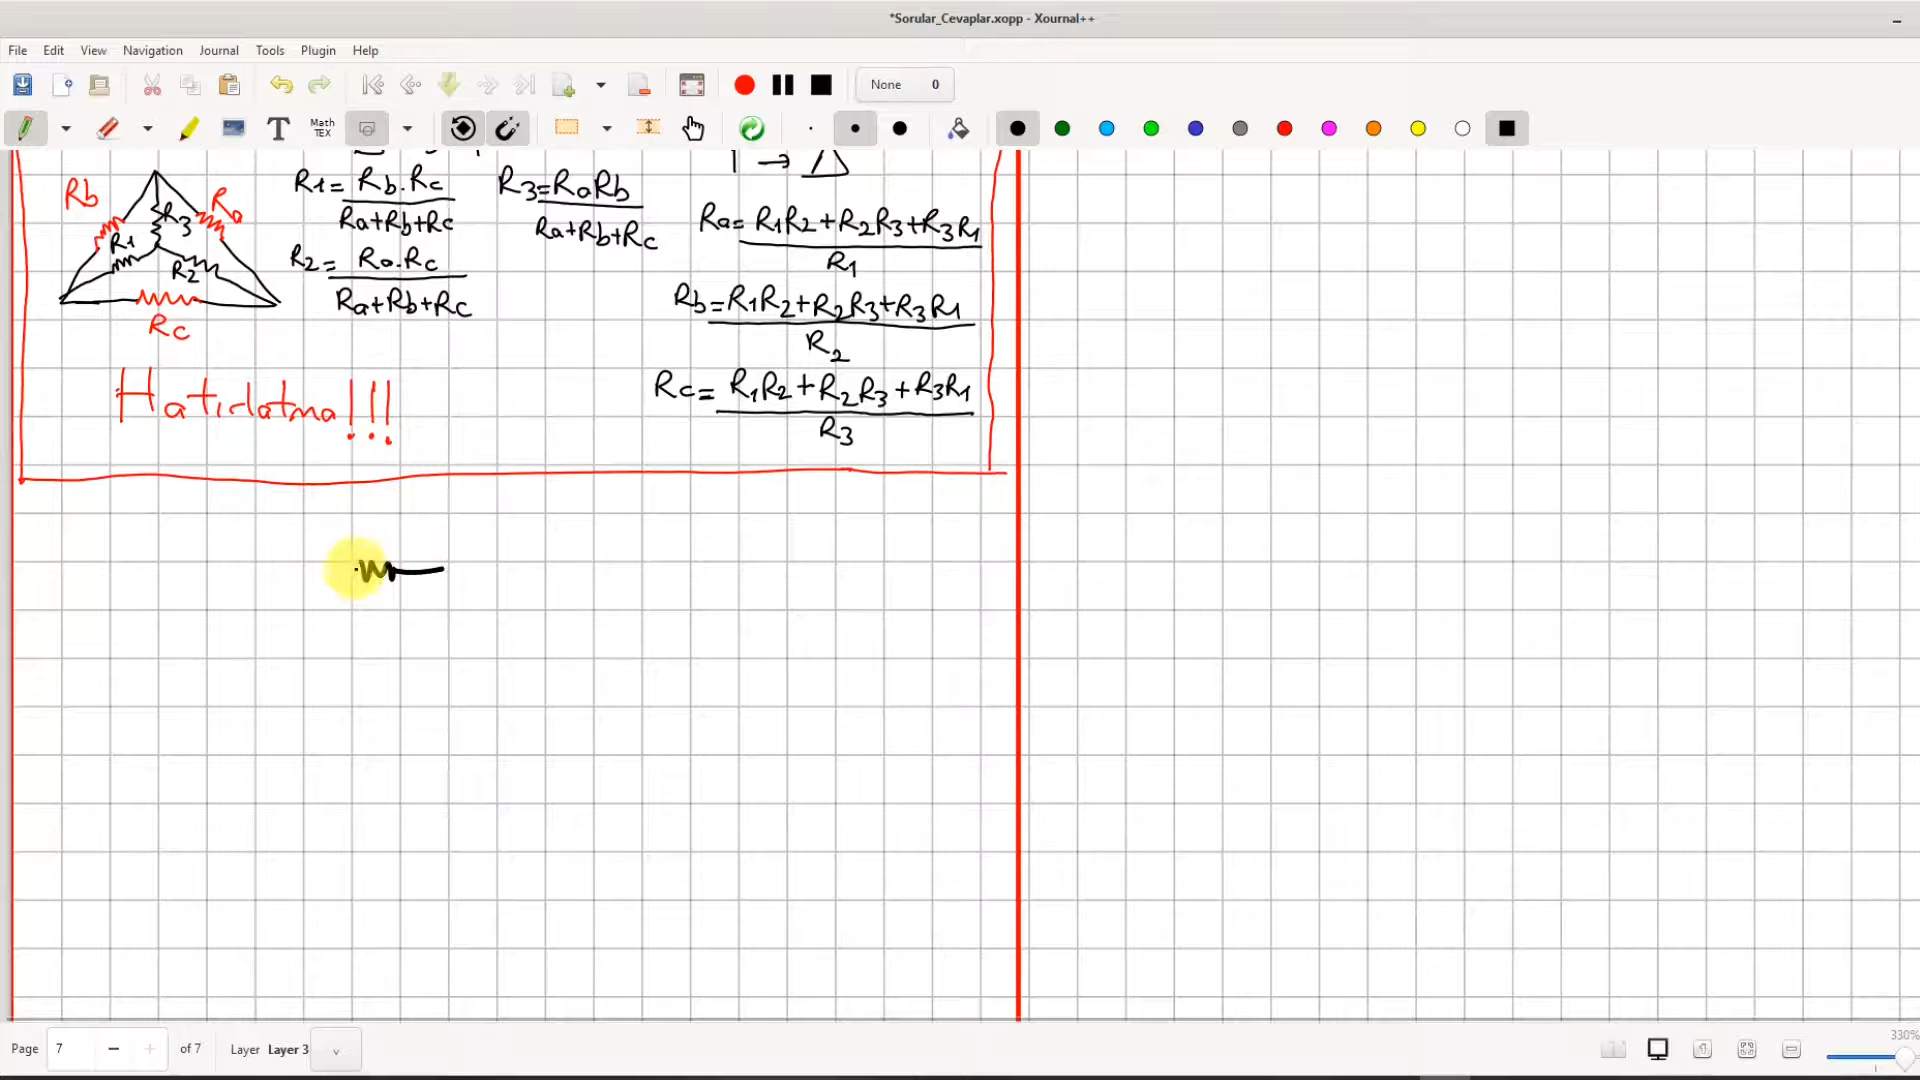 *Sorular_Cevaplar.xopp - Xournal++
File Edit View Navigation Journal Tools Plugin Help
None 0
T Math TEX
Rb Ra R3 R1 R2 Rc
R1= Rb.Rc / Ra+Rb+Rc
R3=RaRb / Ra+Rb+Rc
R2= Ra.Rc / Ra+Rb+Rc
→ △
Ra= R1R2+R2R3+R3R1 / R1
Rb=R1R2+R2R3+R3R1 / R2
Rc= R1R2+R2R3+R3R1 / R3
Hatırlatma!!!
Page 7 of 7 Layer Layer 3 330%